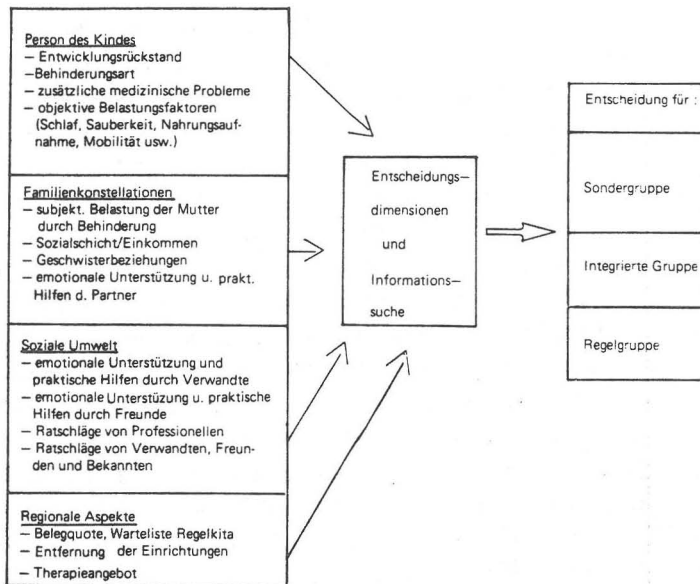 Person des Kindes
– Entwicklungsrückstand
–Behinderungsart
– zusätzliche medizinische Probleme
– objektive Belastungsfaktoren
(Schlaf, Sauberkeit, Nahrungsauf-
nahme, Mobilität usw.)
Familienkonstellationen
– subjekt. Belastung der Mutter
durch Behinderung
– Sozialschicht/Einkommen
– Geschwisterbeziehungen
– emotionale Unterstützung u. prakt.
Hilfen d. Partner
Soziale Umwelt
– emotionale Unterstützung und
praktische Hilfen durch Verwandte
– emotionale Unterstüzung u. praktische
Hilfen durch Freunde
– Ratschläge von Professionellen
– Ratschläge von Verwandten, Freun-
den und Bekannten
Regionale Aspekte
– Belegquote, Warteliste Regelkita
– Entfernung der Einrichtungen
– Therapieangebot
Entscheidungs–
dimensionen
und
Informations–
suche
Entscheidung für :
Sondergruppe
Integrierte Gruppe
Regelgruppe